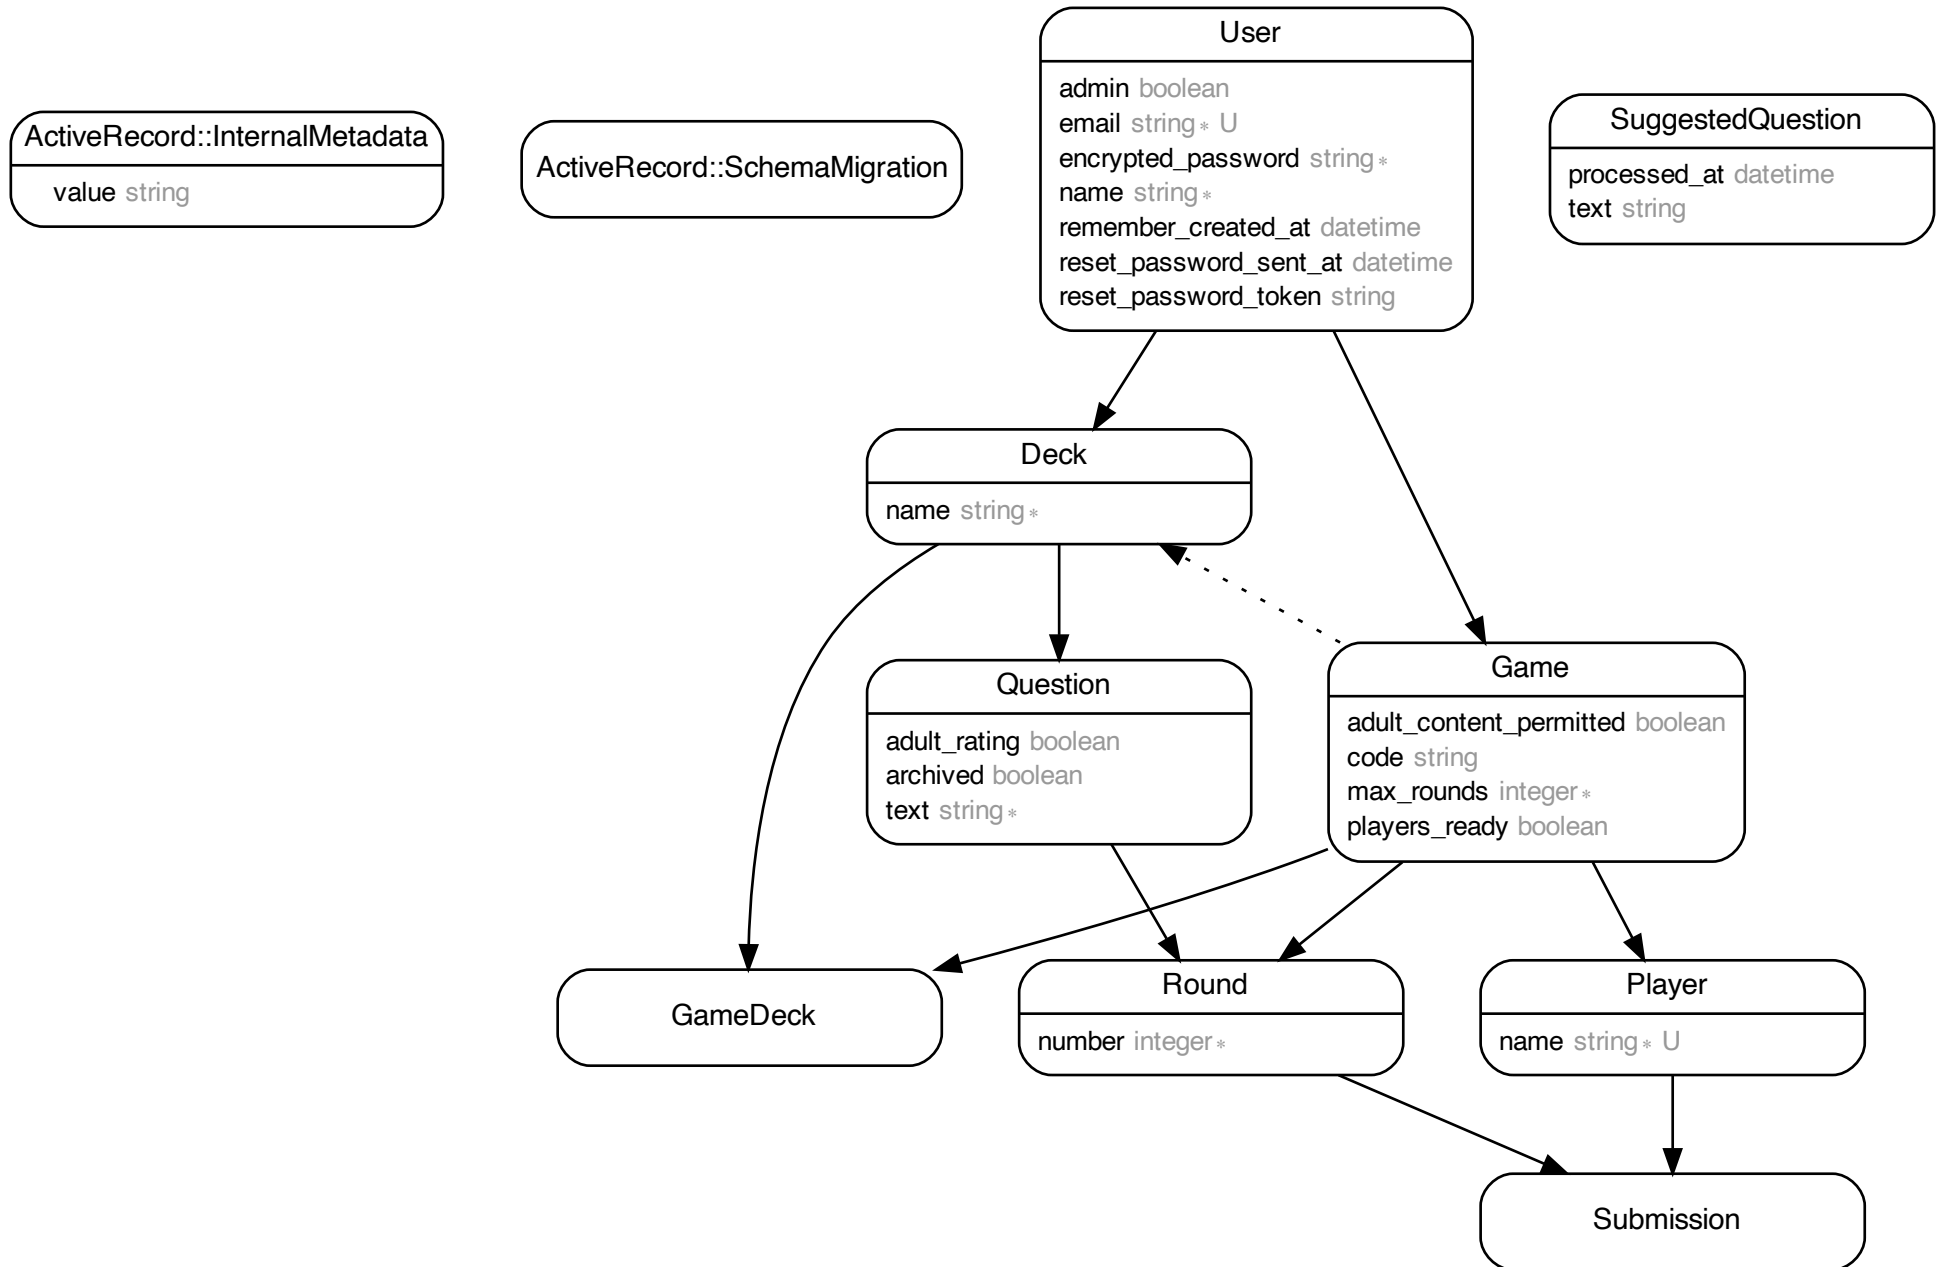 User
admin boolean
email string* U
encrypted_password string*
name string*
remember_created_at datetime
reset_password_sent_at datetime
reset_password_token string
ActiveRecord::InternalMetadata
value string
ActiveRecord::SchemaMigration
SuggestedQuestion
processed_at datetime
text string
Deck
name string*
Question
adult_rating boolean
archived boolean
text string*
Game
adult_content_permitted boolean
code string
max_rounds integer*
players_ready boolean
GameDeck
Round
number integer*
Player
name string* U
Submission